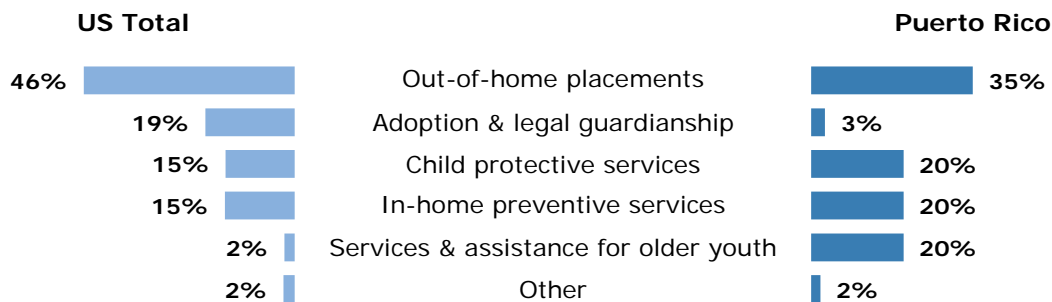 US Total Puerto Rico
46% Out-of-home placements 35%
19% Adoption & legal guardianship 3%
15% Child protective services 20%
15% In-home preventive services 20%
2% Services & assistance for older youth 20%
2% Other 2%